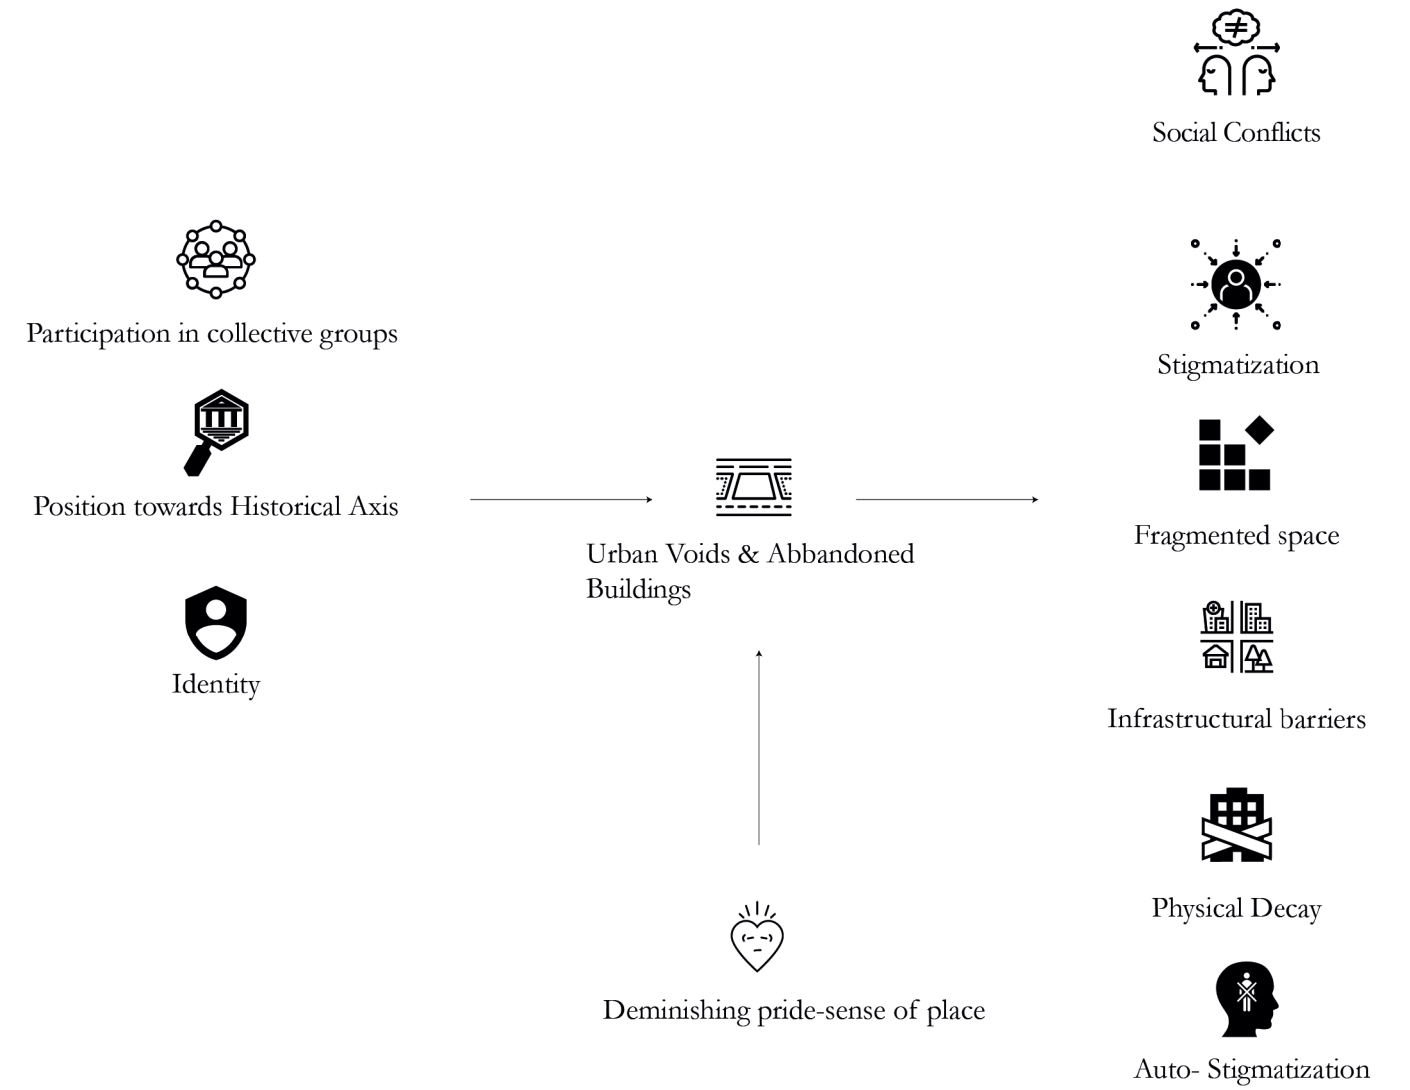 Social Conflicts
Participation in collective groups
Stigmatization
Position towards Historical Axis
Fragmented space
Urban Voids & Abbandoned
Buildings
Identity
Infrastructural barriers
Physical Decay
Deminishing pride-sense of place
Auto- Stigmatization